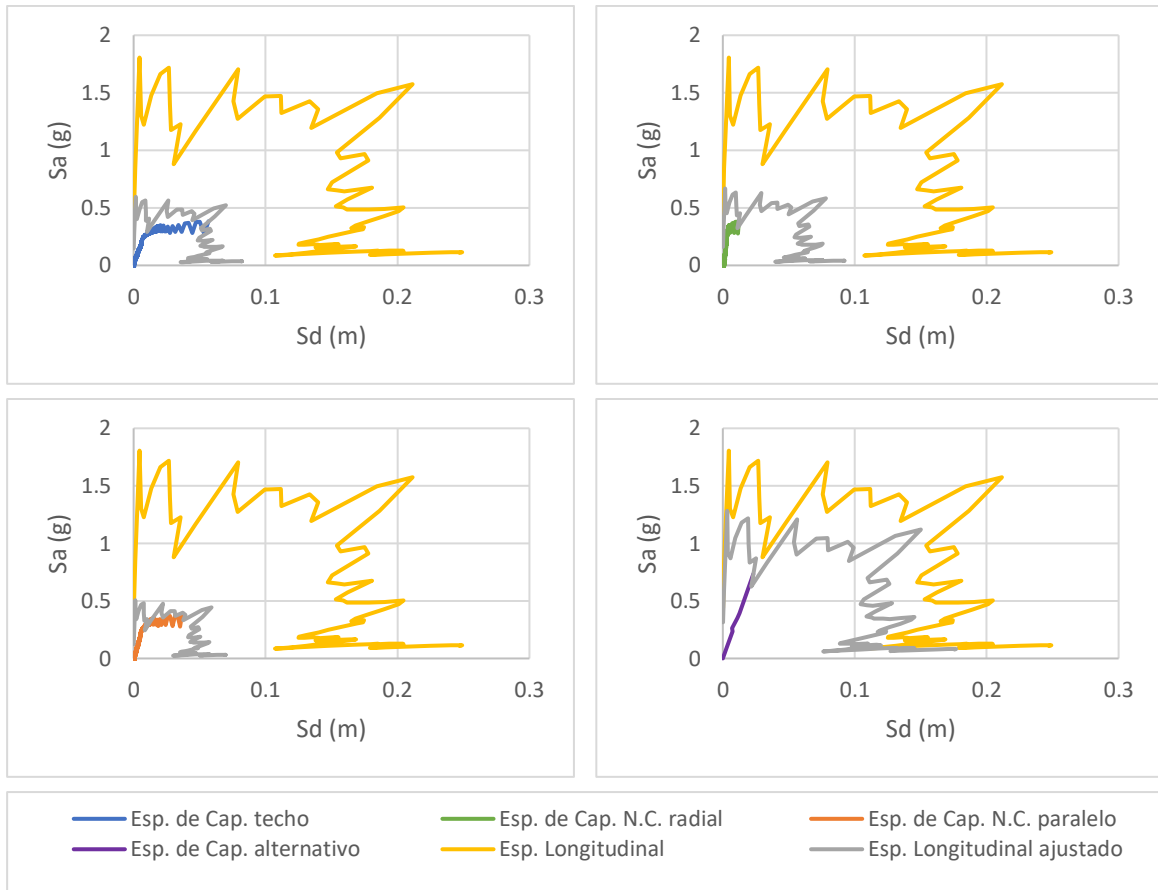 2
1.5
1
0.5
0
Sa (g)
0 0.1 0.2 0.3
Sd (m)
2
1.5
1
0.5
0
Sa (g)
0 0.1 0.2 0.3
Sd (m)
2
1.5
1
0.5
0
Sa (g)
0 0.1 0.2 0.3
Sd (m)
2
1.5
1
0.5
0
Sa (g)
0 0.1 0.2 0.3
Sd (m)
Esp. de Cap. techo Esp. de Cap. N.C. radial Esp. de Cap. N.C. paralelo
Esp. de Cap. alternativo Esp. Longitudinal Esp. Longitudinal ajustado